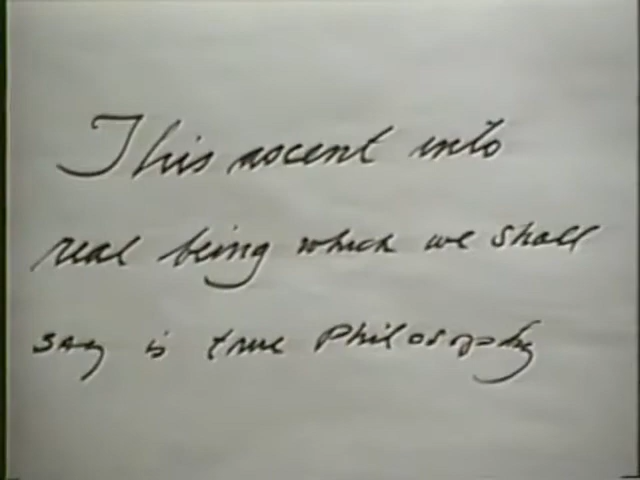 This ascent into
real being which we shall
say is true Philosophy